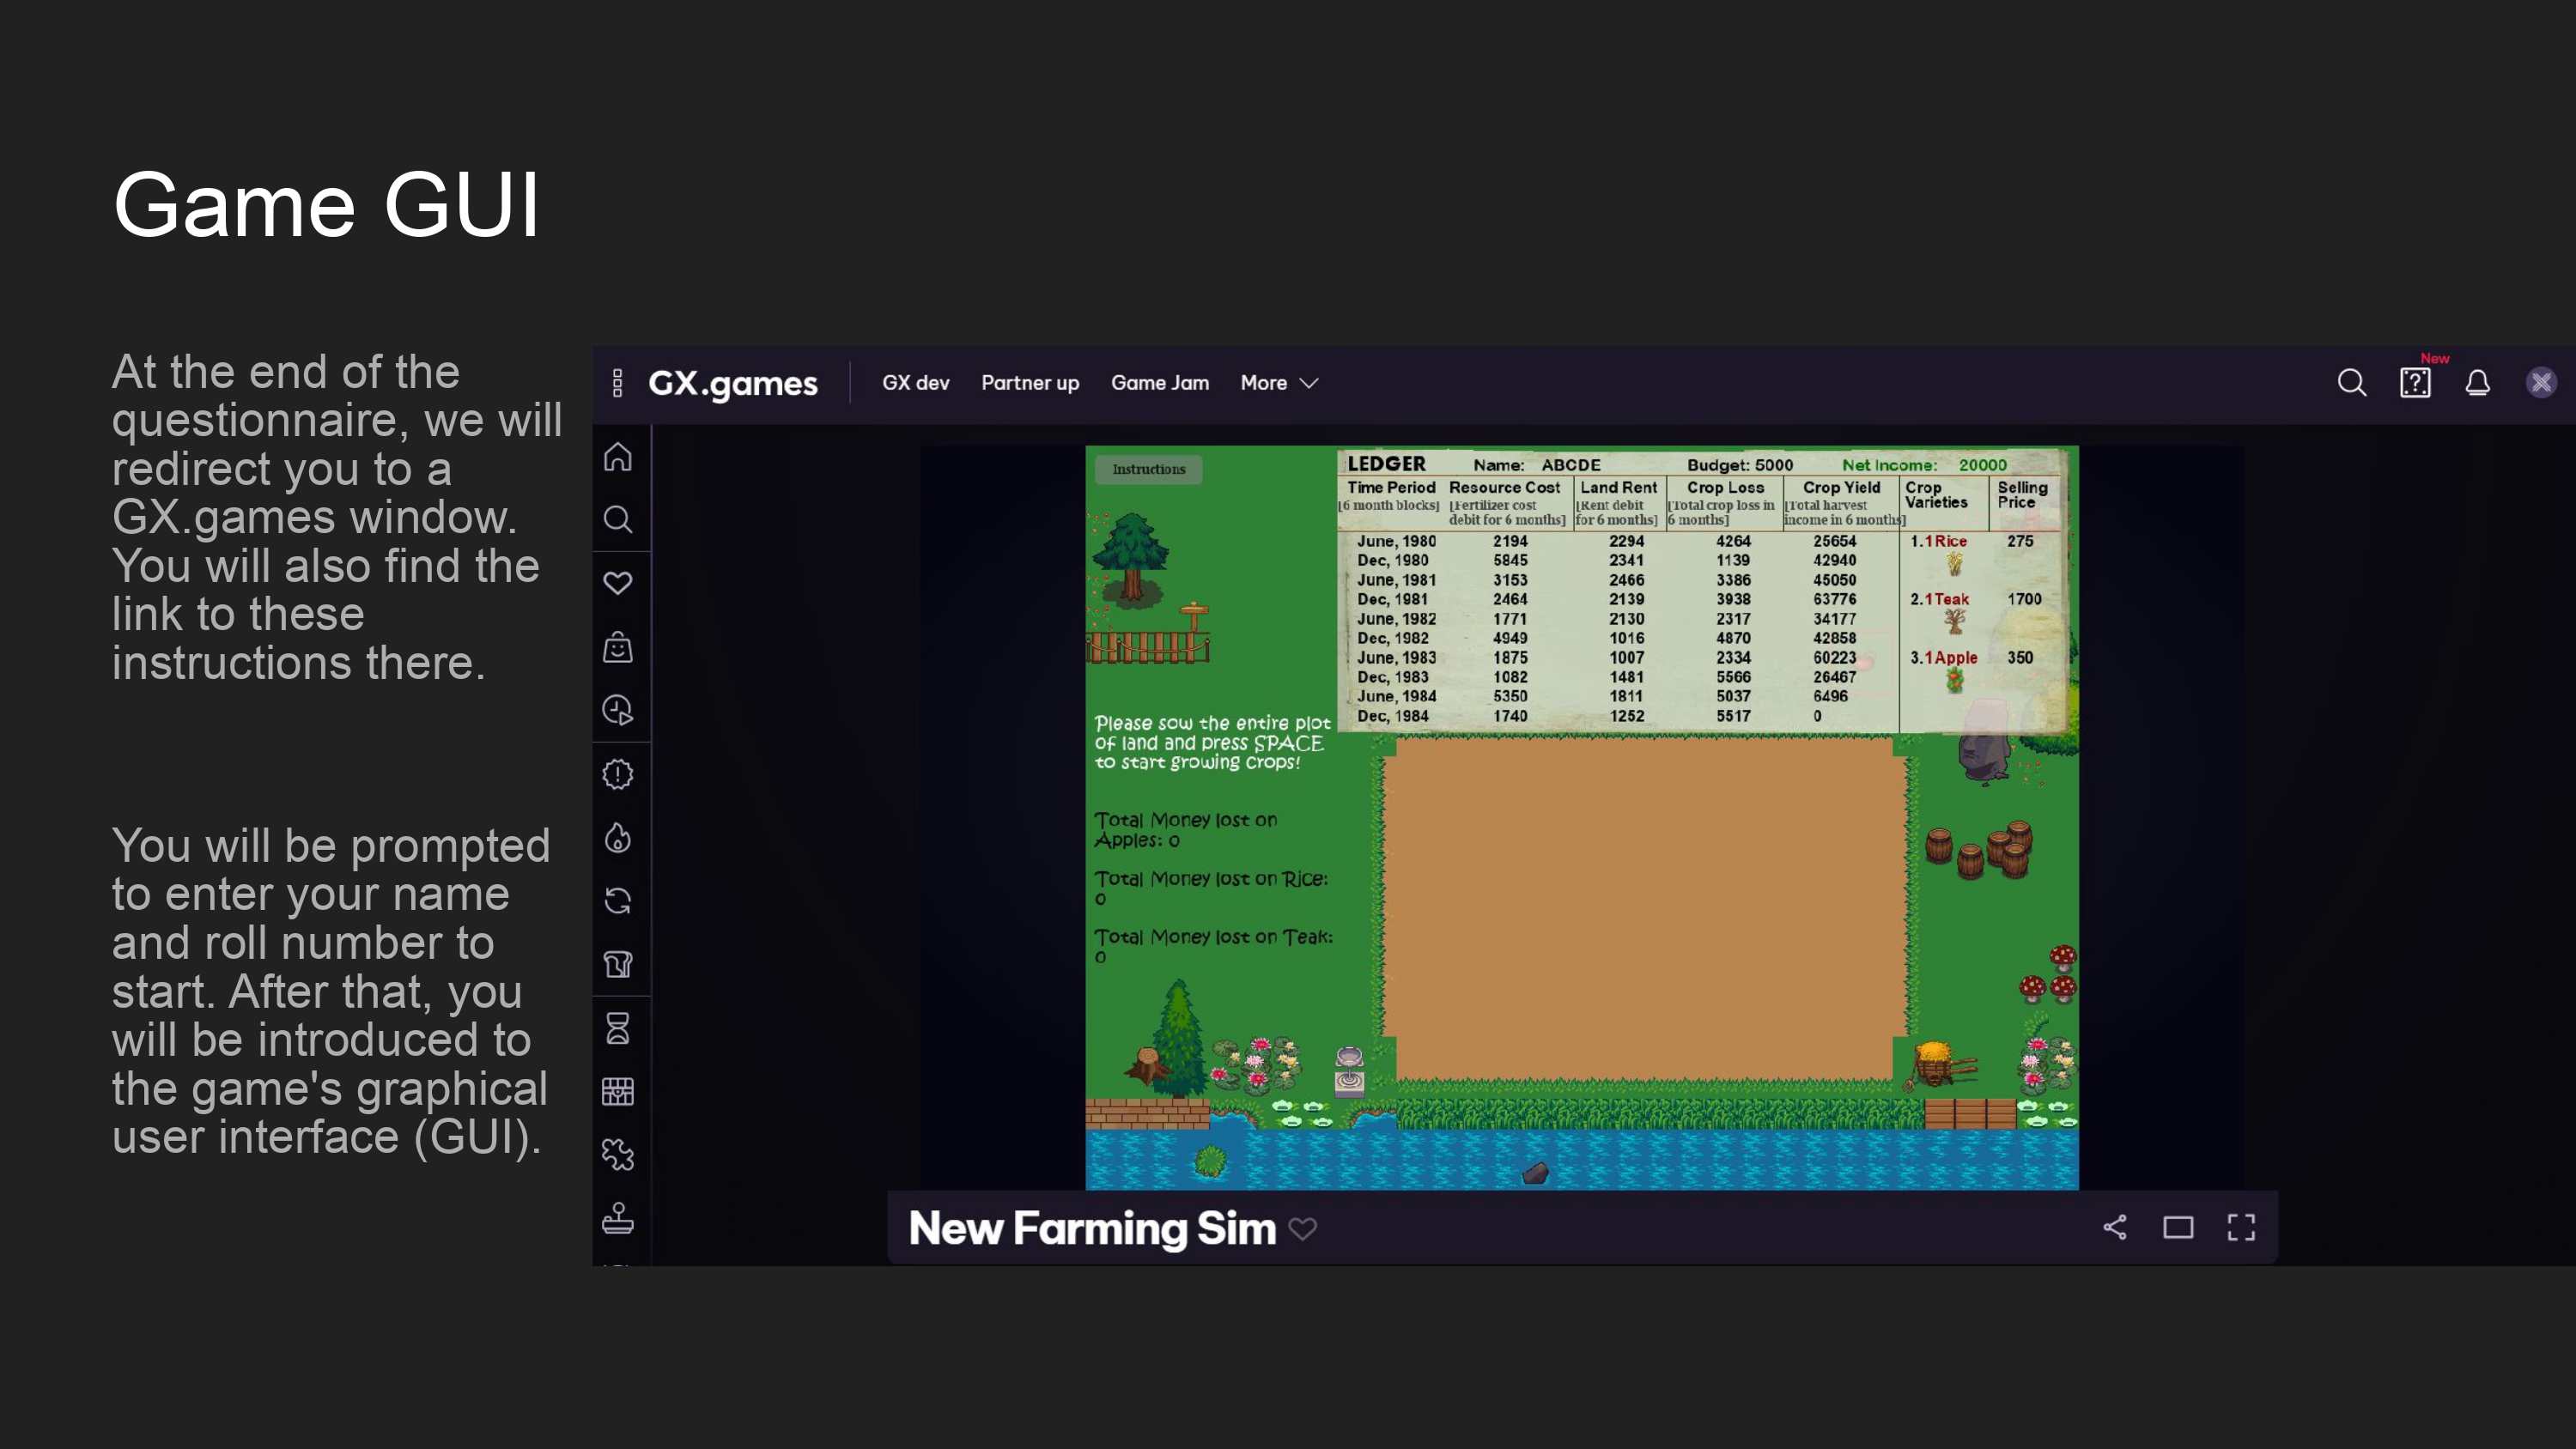 Game GUI
At the end of the
questionnaire, we will
redirect you to a
GX.games window.
You will also find the
link to these
instructions there.
You will be prompted
to enter your name
and roll number to
start. After that, you
will be introduced to
the game's graphical
user interface (GUI).
GX.games GX dev Partner up Game Jam More New
Instructions
LEDGER Name: ABCDE Budget: 5000 Net Income: 20000
Time Period Resource Cost Land Rent Crop Loss Crop Yield Crop Varieties Selling Price
[6 month blocks] [Fertilizer cost debit for 6 months] [Rent debit for 6 months] [Total crop loss in 6 months] [Total harvest income in 6 months]
June, 1980 2194 2294 4264 25654 1.1Rice 275
Dec, 1980 5845 2341 1139 42940
June, 1981 3153 2466 3386 45050
Dec, 1981 2464 2139 3938 63776 2.1Teak 1700
June, 1982 1771 2130 2317 34177
Dec, 1982 4949 1016 4870 42858
June, 1983 1875 1007 2334 60223 3.1Apple 350
Dec, 1983 1082 1481 5566 26467
June, 1984 5350 1811 5037 6496
Dec, 1984 1740 1252 5517 0
Please sow the entire plot
of land and press SPACE
to start growing crops!
Total Money lost on
Apples: 0
Total Money lost on Rice:
0
Total Money lost on Teak:
0
New Farming Sim